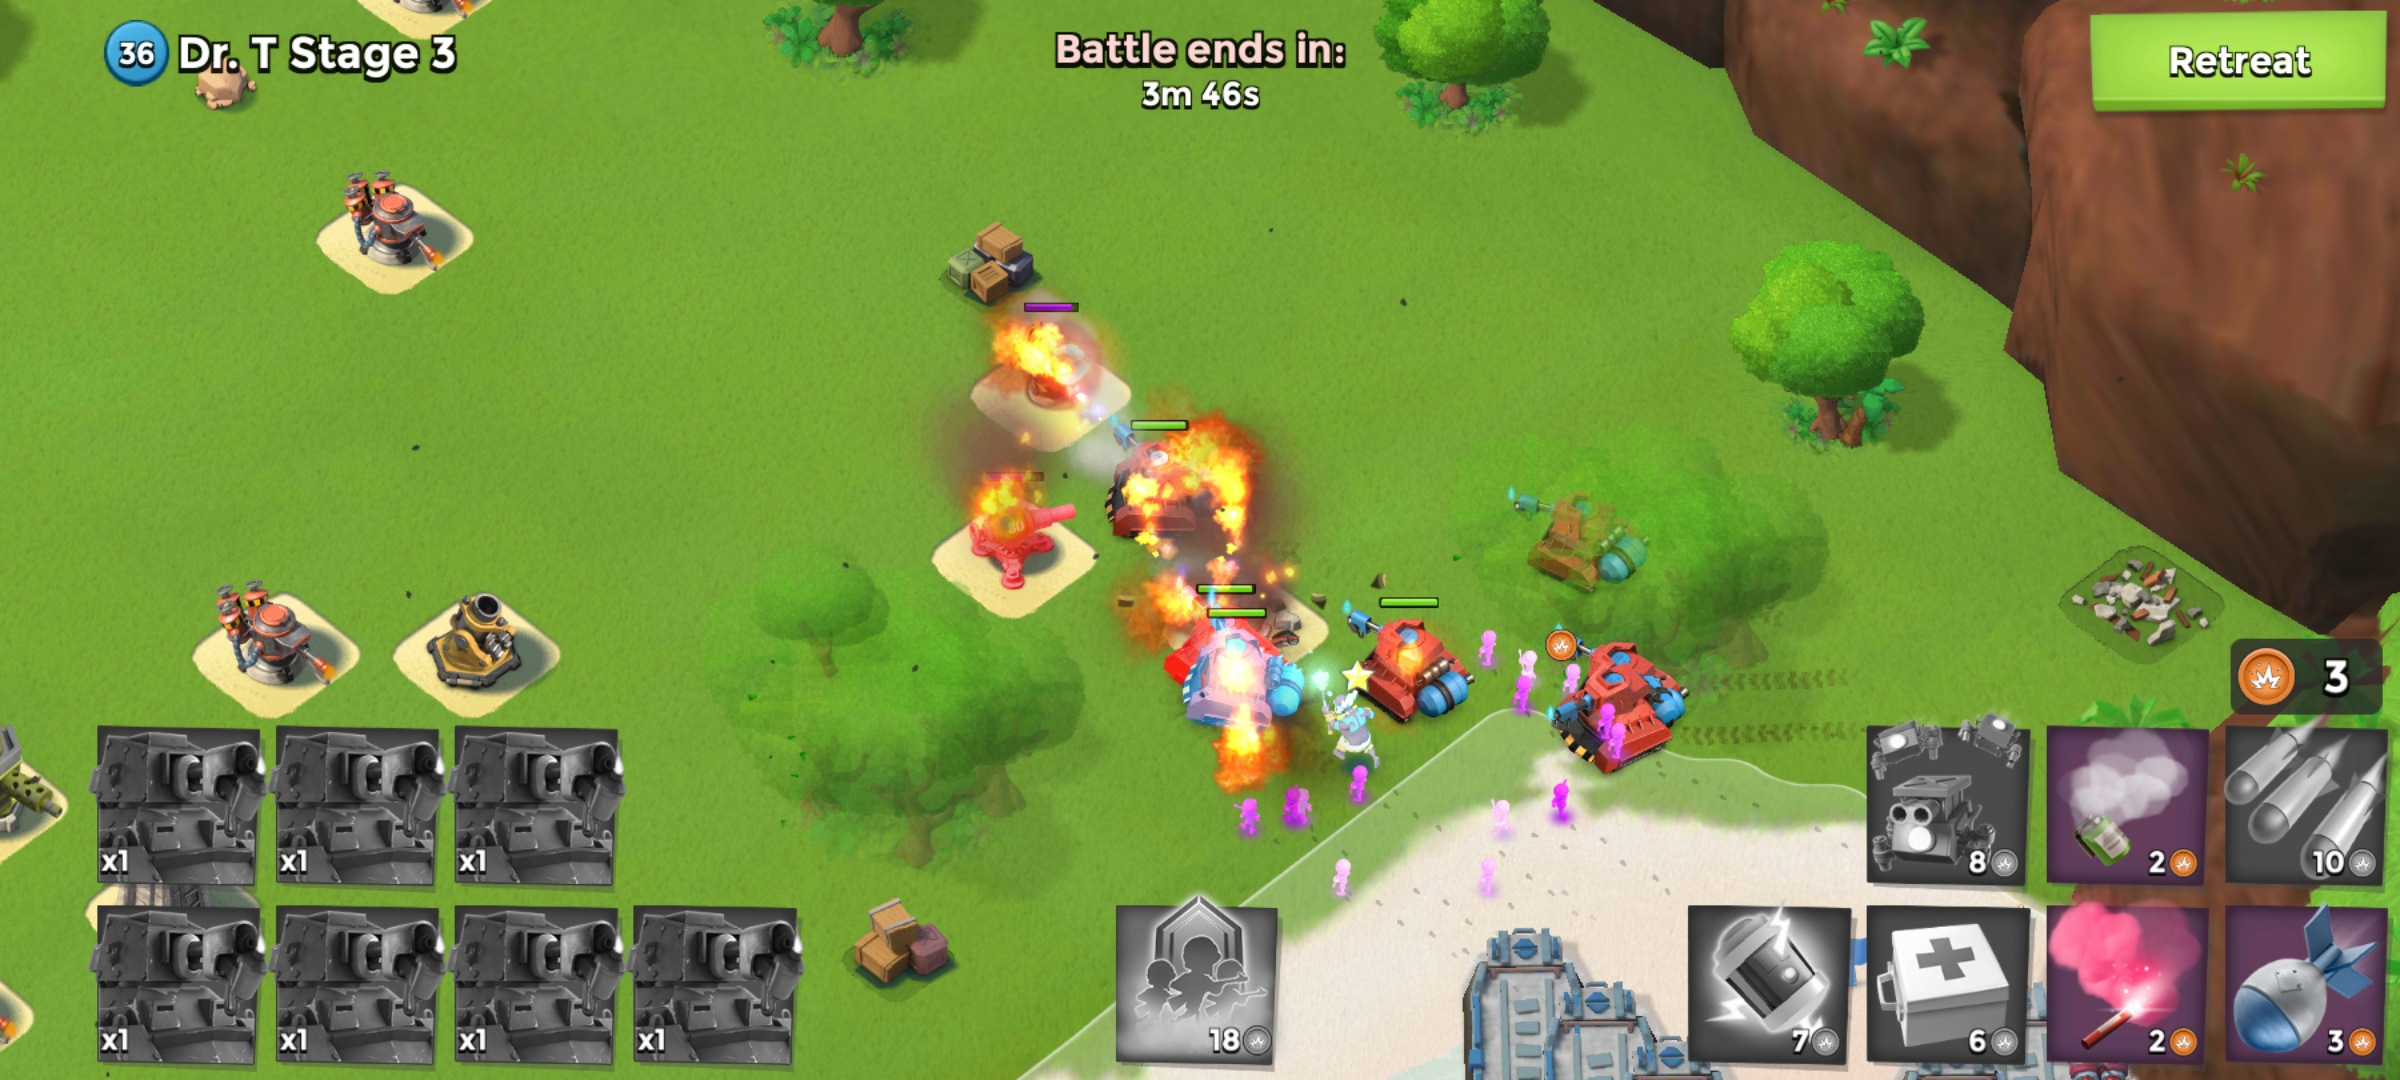 36 Dr. T Stage 3
Battle ends in:
3m 46s
Retreat
3
x1 x1 x1
8 2 10
x1 x1 x1 x1
18 7 6 2 3